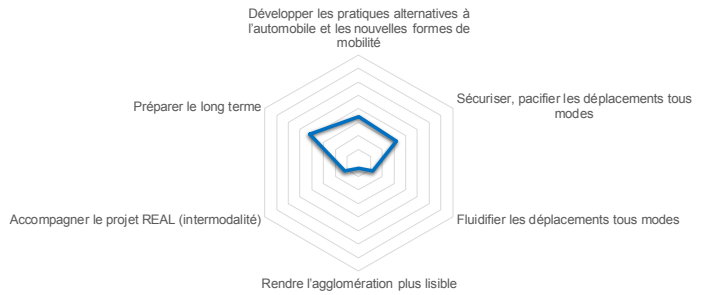 Développer les pratiques alternatives à
l'automobile et les nouvelles formes de
mobilité
Sécuriser, pacifier les déplacements tous
modes
Préparer le long terme
Accompagner le projet REAL (intermodalité)
Fluidifier les déplacements tous modes
Rendre l'agglomération plus lisible